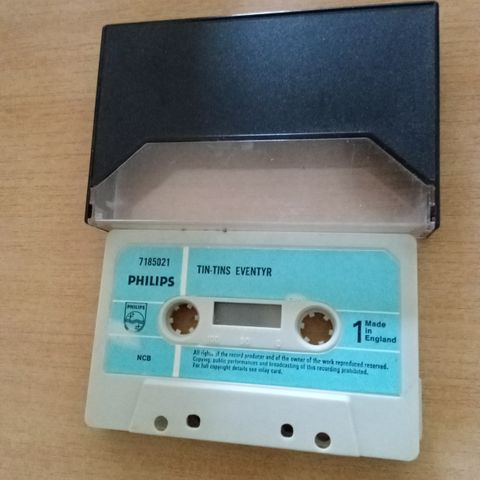 7185021
TIN-TINS EVENTYR
PHILIPS
PHILIPS
1
Made
in
England
NCB
All rights of the record producer and of the owner of the work reproduced reserved.
Copying, public performances and broadcasting of this recording prohibited.
For full copyright details see inlay card.